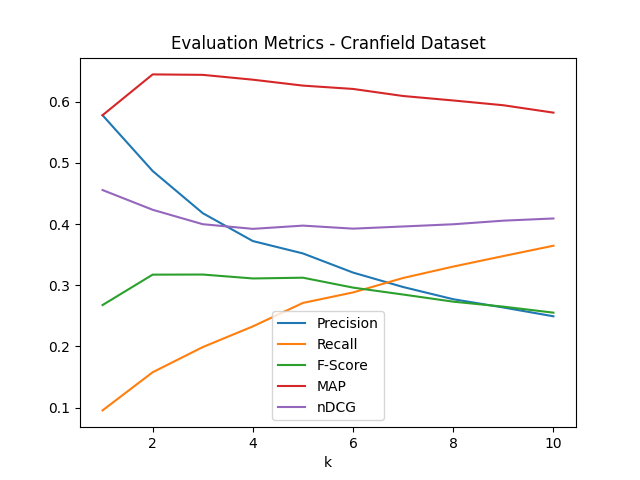 Evaluation Metrics - Cranfield Dataset
0.6
0.5
0.4
0.3
0.2
0.1
Precision
Recall
F-Score
MAP
nDCG
2 4 6 8 10
k